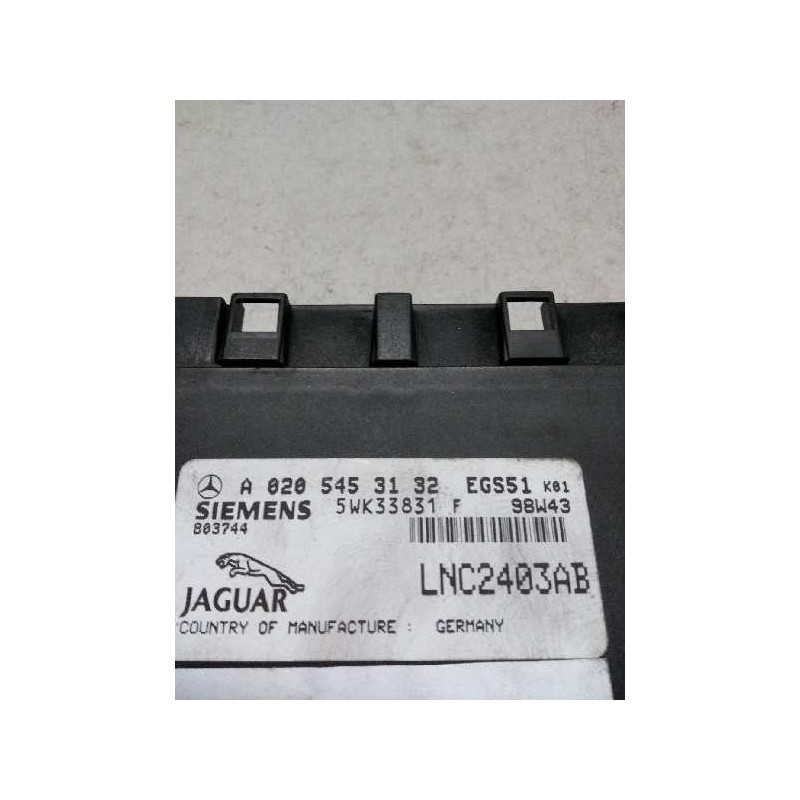 A 020 545 31 32 EGS51 K01
SIEMENS 5WK33831 F 98W43
803744
LNC2403AB
JAGUAR
COUNTRY OF MANUFACTURE : GERMANY